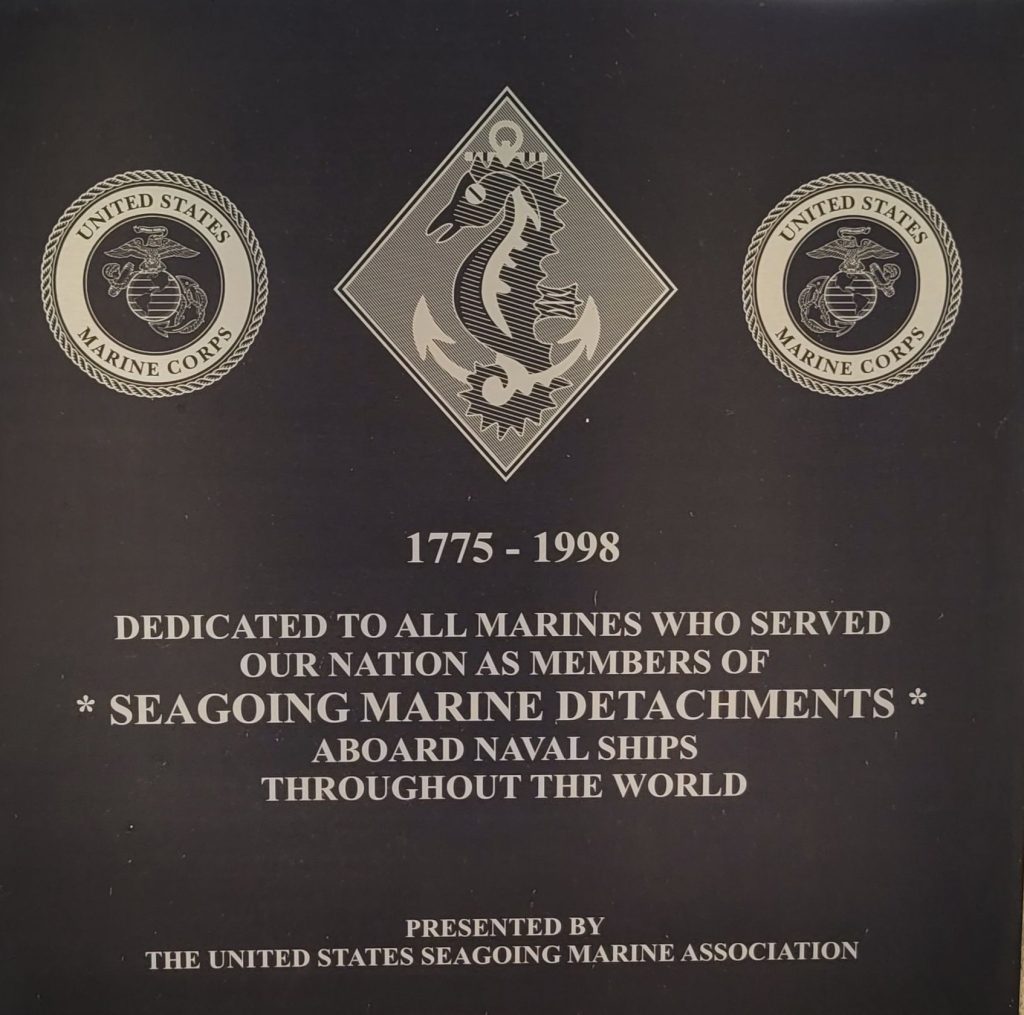 UNITED STATES
MARINE CORPS
UNITED STATES
MARINE CORPS
1775 - 1998
DEDICATED TO ALL MARINES WHO SERVED
OUR NATION AS MEMBERS OF
* SEAGOING MARINE DETACHMENTS *
ABOARD NAVAL SHIPS
THROUGHOUT THE WORLD
PRESENTED BY
THE UNITED STATES SEAGOING MARINE ASSOCIATION